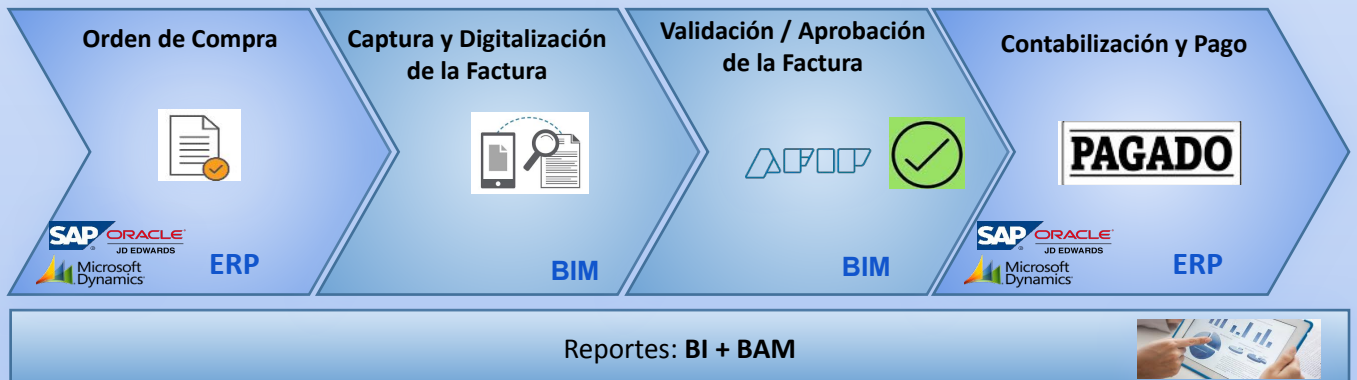 Orden de Compra
SAP
®
ORACLE®
JD EDWARDS
Microsoft
Dynamics
ERP
Captura y Digitalización
de la Factura
BIM
Validación / Aprobación
de la Factura
AFIP
BIM
Contabilización y Pago
PAGADO
SAP
®
ORACLE®
JD EDWARDS
Microsoft
Dynamics
ERP
Reportes: BI + BAM